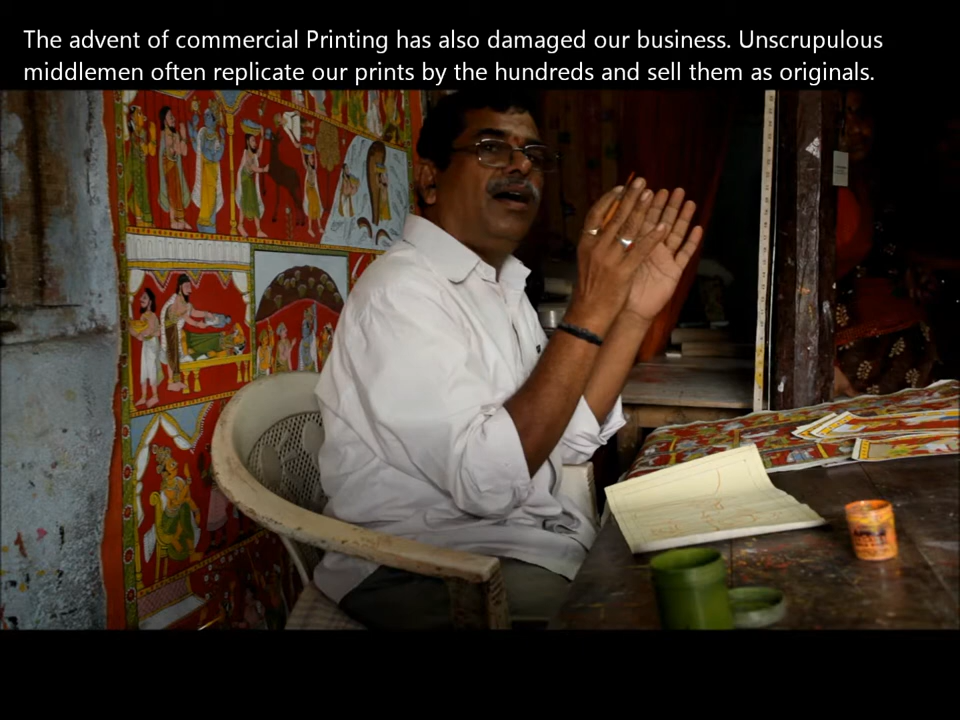 The advent of commercial Printing has also damaged our business. Unscrupulous
middlemen often replicate our prints by the hundreds and sell them as originals.